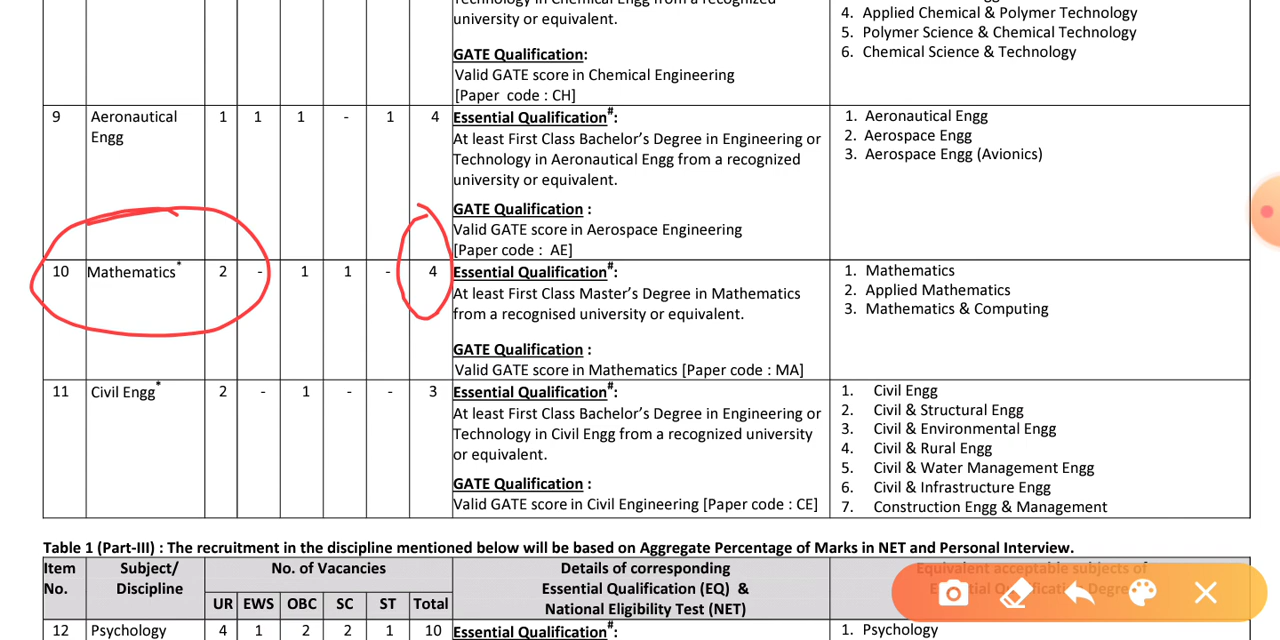 Technology in Chemical Engg from a recognized
university or equivalent.
GATE Qualification:
Valid GATE score in Chemical Engineering
[Paper code : CH]
4. Applied Chemical & Polymer Technology
5. Polymer Science & Chemical Technology
6. Chemical Science & Technology
9 Aeronautical Engg 1 1 1 - 1 4
Essential Qualification#:
At least First Class Bachelor’s Degree in Engineering or
Technology in Aeronautical Engg from a recognized
university or equivalent.
GATE Qualification :
Valid GATE score in Aerospace Engineering
[Paper code : AE]
1. Aeronautical Engg
2. Aerospace Engg
3. Aerospace Engg (Avionics)
10 Mathematics* 2 - 1 1 - 4
Essential Qualification#:
At least First Class Master’s Degree in Mathematics
from a recognised university or equivalent.
GATE Qualification :
Valid GATE score in Mathematics [Paper code : MA]
1. Mathematics
2. Applied Mathematics
3. Mathematics & Computing
11 Civil Engg* 2 - 1 - - 3
Essential Qualification#:
At least First Class Bachelor’s Degree in Engineering or
Technology in Civil Engg from a recognized university
or equivalent.
GATE Qualification :
Valid GATE score in Civil Engineering [Paper code : CE]
1. Civil Engg
2. Civil & Structural Engg
3. Civil & Environmental Engg
4. Civil & Rural Engg
5. Civil & Water Management Engg
6. Civil & Infrastructure Engg
7. Construction Engg & Management
Table 1 (Part-III) : The recruitment in the discipline mentioned below will be based on Aggregate Percentage of Marks in NET and Personal Interview.
Item No.
Subject/ Discipline
No. of Vacancies
UR EWS OBC SC ST Total
Details of corresponding
Essential Qualification (EQ) &
National Eligibility Test (NET)
Equivalent acceptable subjects of
12 Psychology 4 1 2 2 1 10
Essential Qualification#:
1. Psychology